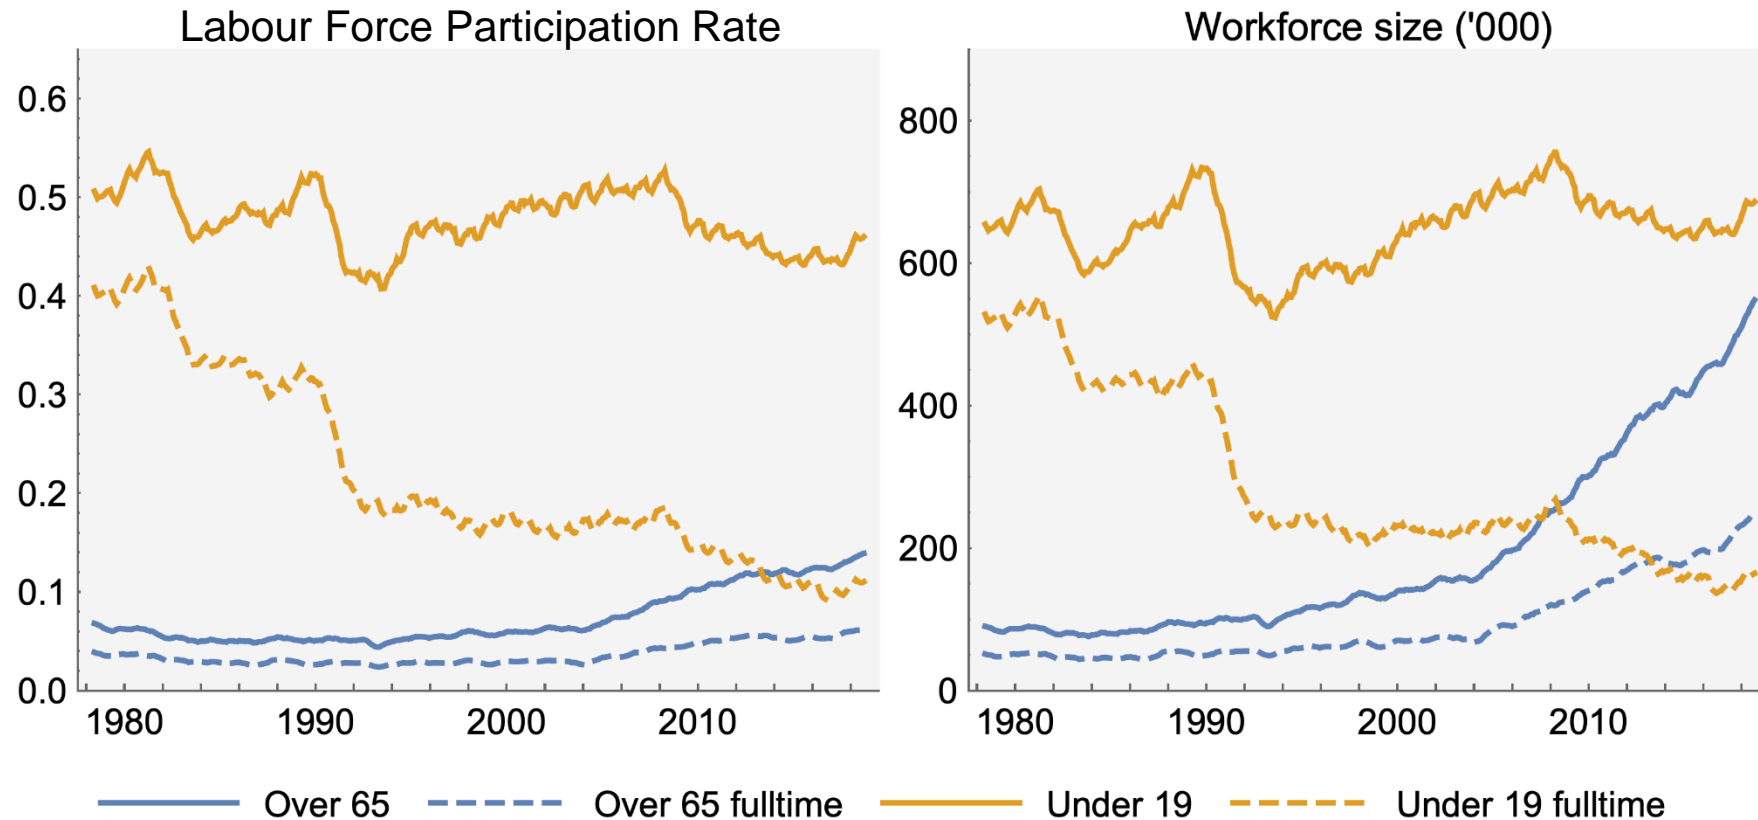 Labour Force Participation Rate
0.6
0.5
0.4
0.3
0.2
0.1
0.0
1980 1990 2000 2010
Workforce size ('000)
800
600
400
200
0
1980 1990 2000 2010
Over 65 Over 65 fulltime Under 19 Under 19 fulltime